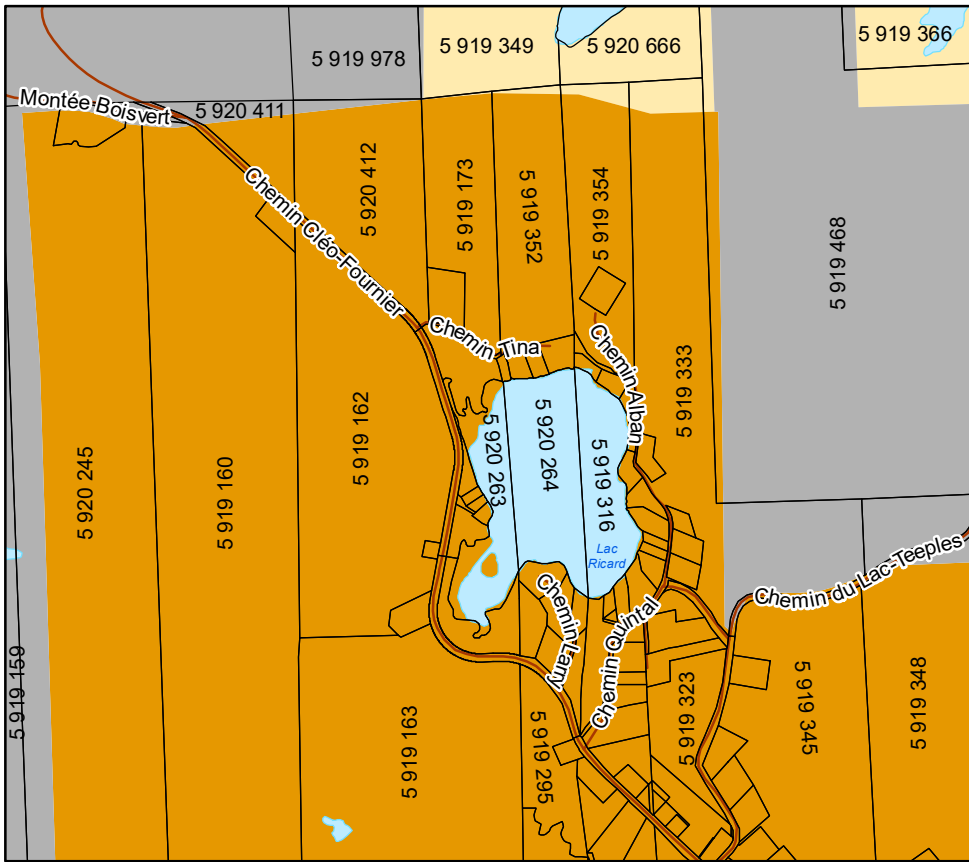 5 919 366
5 919 349
5 920 666
5 919 978
Montée Boisvert
5 920 411
5 920 412
5 919 173
5 919 352
5 919 354
5 919 468
Chemin Cléo-Fournier
Chemin Tina
Chemin Alban
5 919 333
5 919 162
5 920 245
5 919 160
5 920 263
5 920 264
5 919 316
Lac
Ricard
Chemin du Lac-Teeples
Chemin Larry
Chemin Quintal
5 919 159
5 919 163
5 919 295
5 919 323
5 919 345
5 919 348